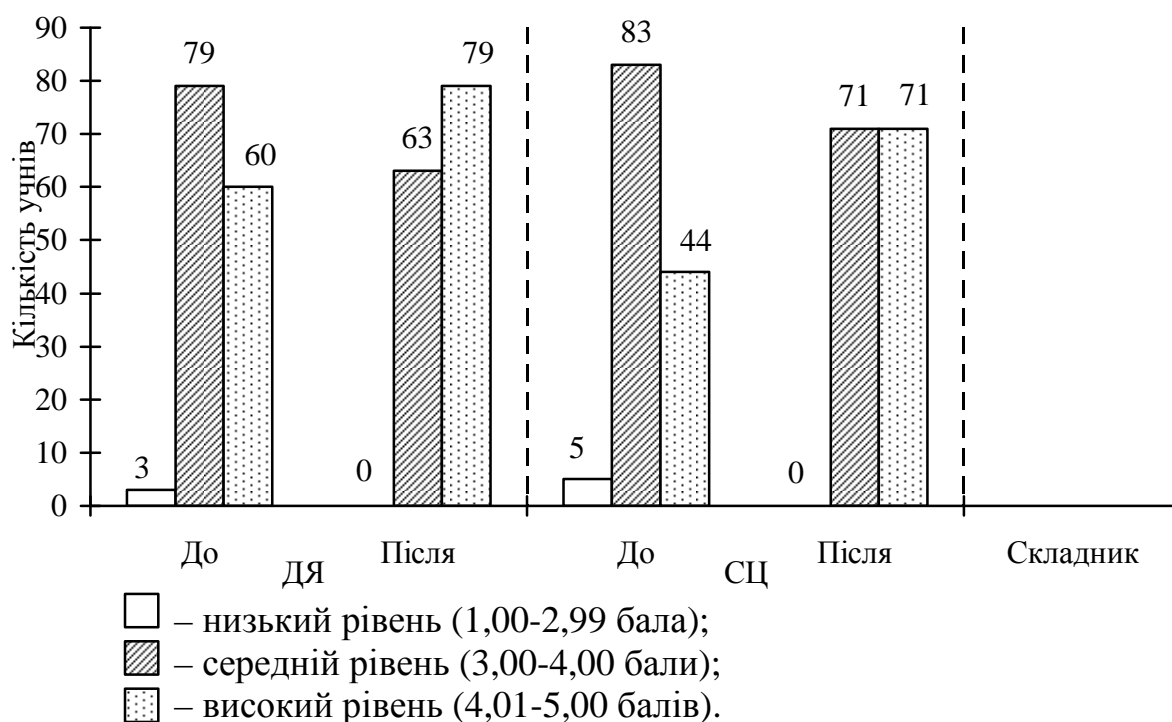 Кількість учнів
90
80
70
60
50
40
30
20
10
0
3
79
60
0
63
79
5
83
44
0
71
71
До
Після
До
Після
Складник
ДЯ
СЦ
– низький рівень (1,00-2,99 бала);
– середній рівень (3,00-4,00 бали);
– високий рівень (4,01-5,00 балів).